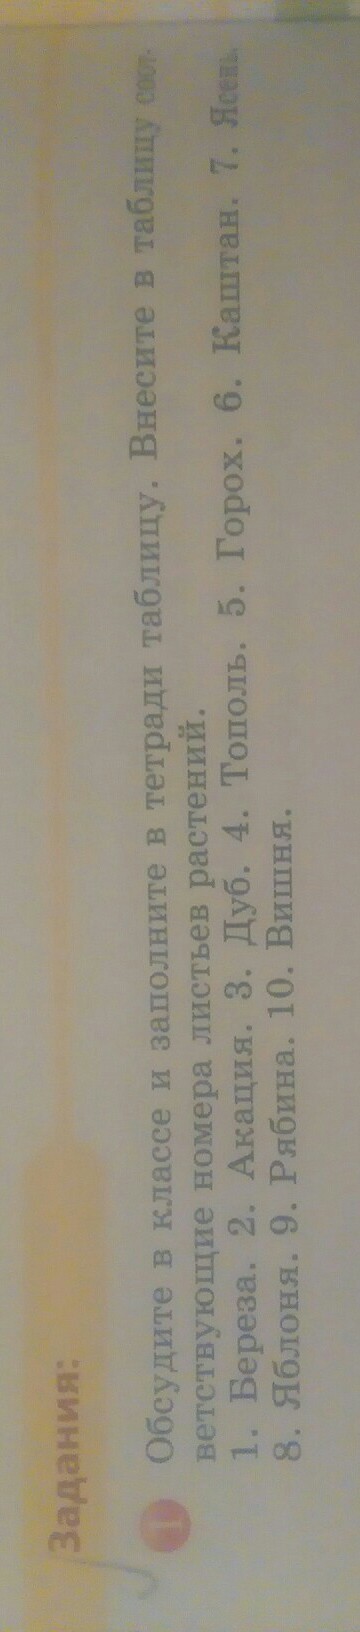 Задания:
1
Обсудите в классе и заполните в тетради таблицу. Внесите в таблицу соот-
ветствующие номера листьев растений.
1. Береза. 2. Акация. 3. Дуб. 4. Тополь. 5. Горох. 6. Каштан. 7. Ясень.
8. Яблоня. 9. Рябина. 10. Вишня.